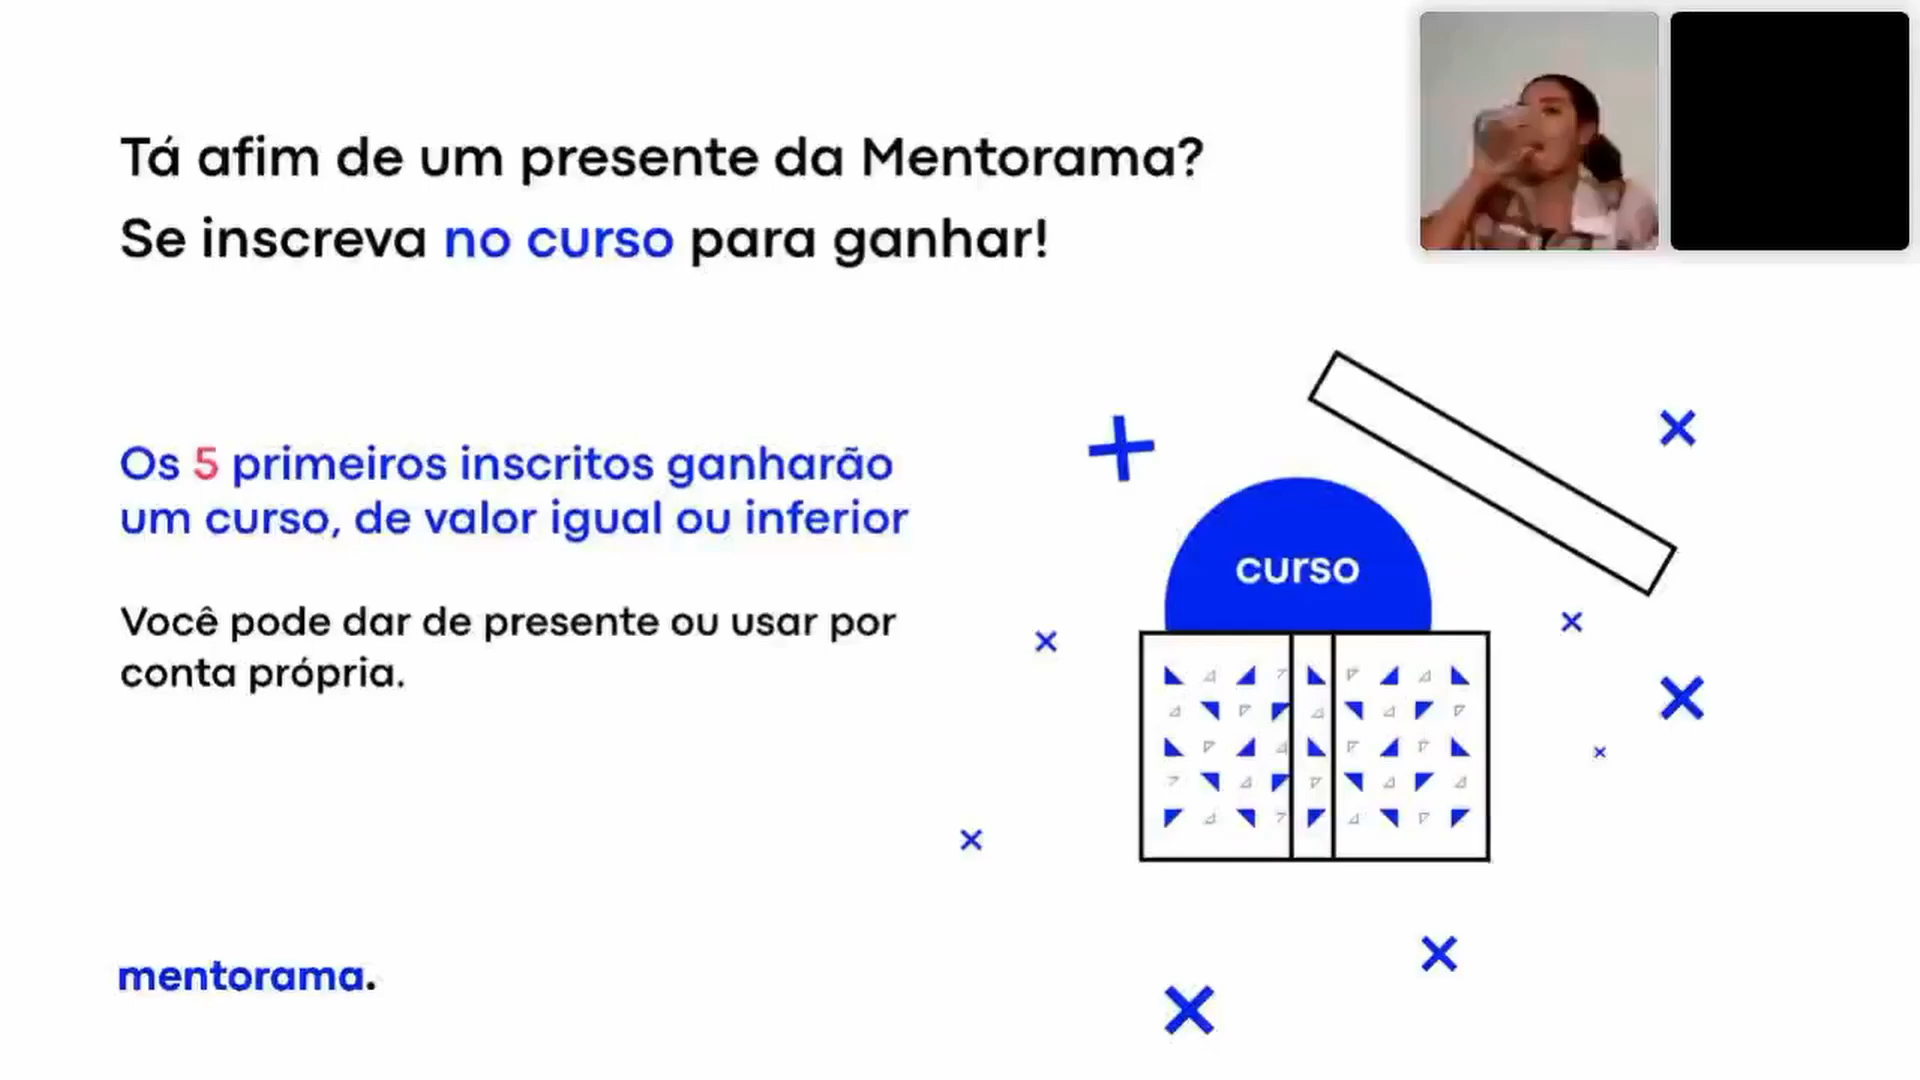 Tá afim de um presente da Mentorama?
Se inscreva no curso para ganhar!
Os 5 primeiros inscritos ganharão
um curso, de valor igual ou inferior
Você pode dar de presente ou usar por
conta própria.
curso
mentorama.